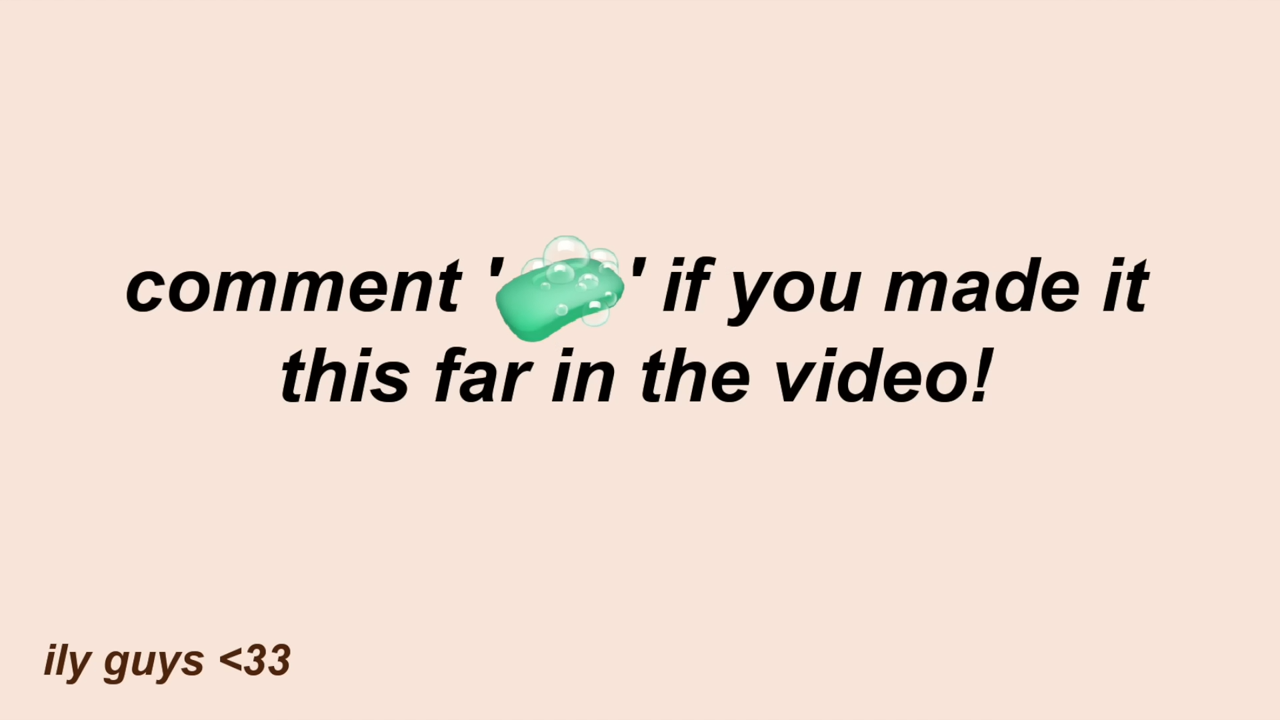 comment '🧼' if you made it
this far in the video!
ily guys <33